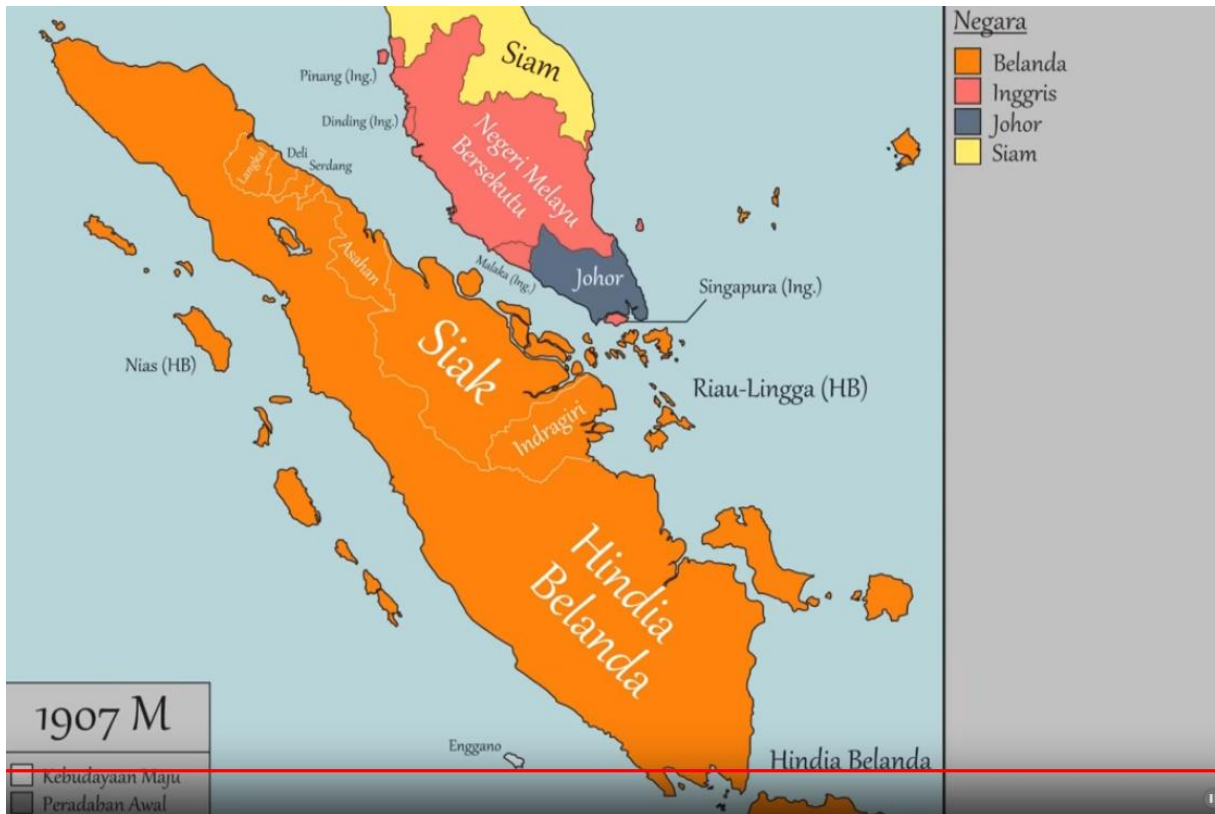 Negara
Belanda
Inggris
Johor
Siam
Siam
Pinang (Ing.)
Dinding (Ing.)
Negeri Melayu
Bersekutu
Langkat
Deli
Serdang
Asahan
Malaka (Ing.)
Johor
Singapura (Ing.)
Siak
Nias (HB)
Riau-Lingga (HB)
Indragiri
Hindia
Belanda
1907 M
Enggano
Hindia Belanda
Kebudayaan Maju
Peradaban Awal